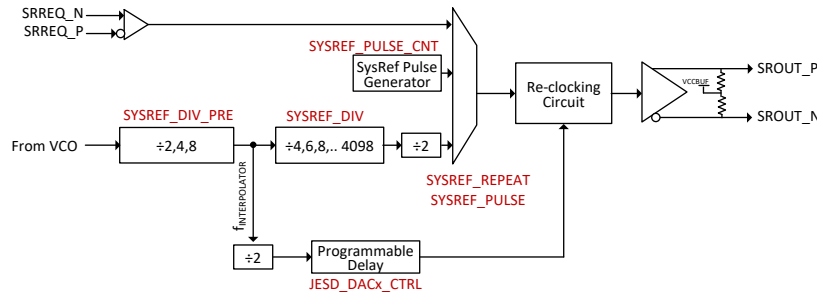 SRREQ_N
SRREQ_P
SYSREF_PULSE_CNT
SysRef Pulse
Generator
Re-clocking
Circuit
VCCBUF
SROUT_P
SROUT_N
SYSREF_DIV_PRE
SYSREF_DIV
From VCO
÷2,4,8
÷4,6,8,.. 4098
÷2
SYSREF_REPEAT
SYSREF_PULSE
fINTERPOLATOR
÷2
Programmable
Delay
JESD_DACx_CTRL